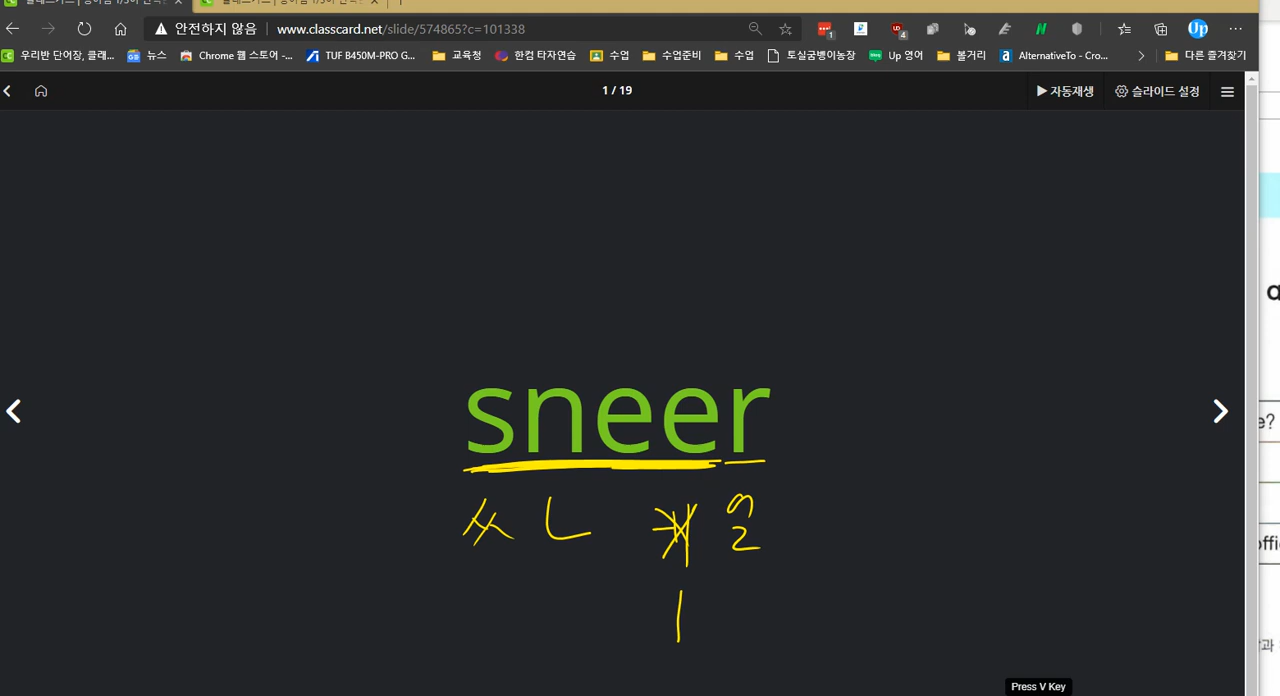 안전하지 않음 www.classcard.net/slide/574865?c=101338
우리반 단어장, 클래... 뉴스 Chrome 웹 스토어 -... TUF B450M-PRO G... 교육청 한컴 타자연습 수업 수업준비 수업 토실굼벵이농장 Up 영어 볼거리 AlternativeTo - Cro... 다른 즐겨찾기
1 / 19 자동재생 슬라이드 설정
sneer
ㄴ
ㅣ
Press V Key